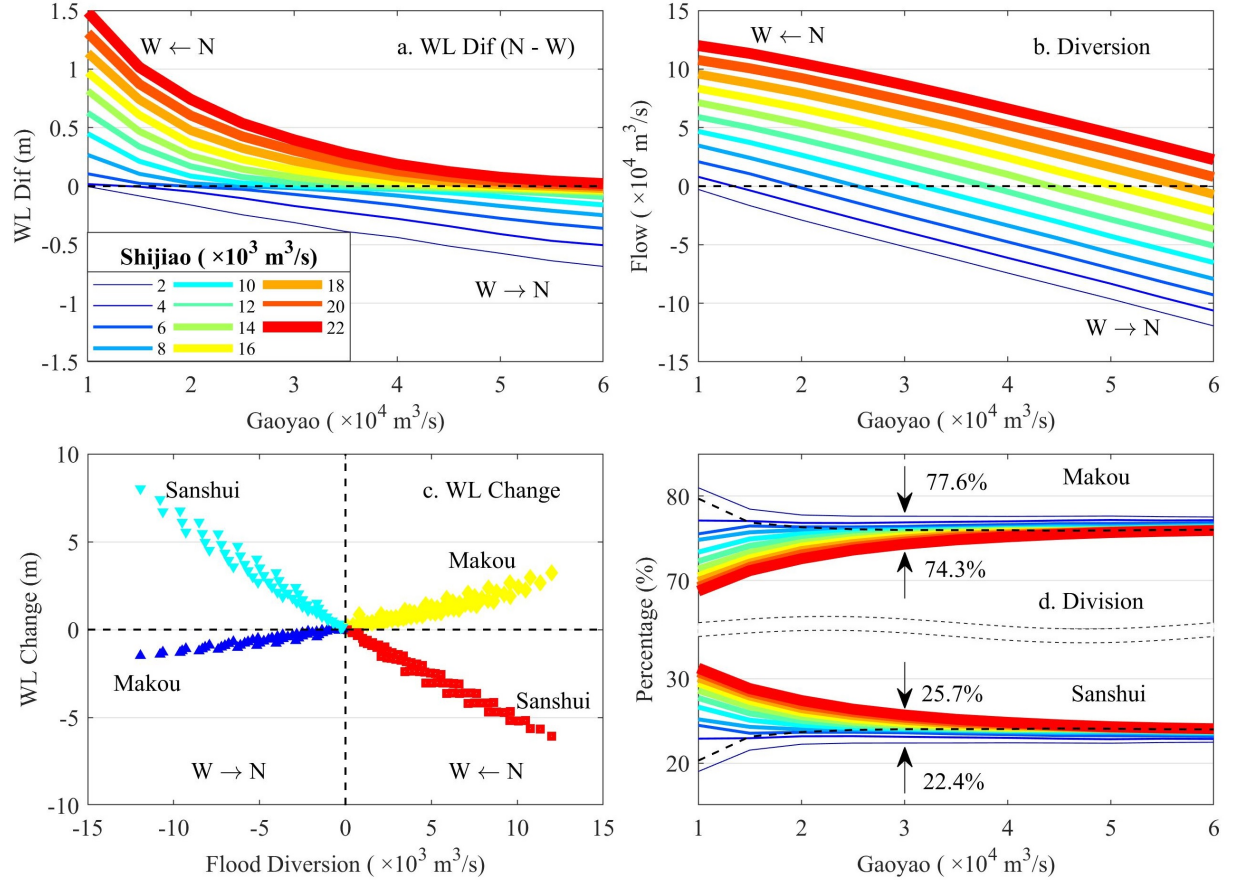 1.5
1
0.5
0
-0.5
-1
-1.5
WL Dif (m)
W ← N
a. WL Dif (N - W)
W → N
Shijiao ( ×10³ m³/s)
2 10 18
4 12 20
6 14 22
8 16
1 2 3 4 5 6
Gaoyao ( ×10⁴ m³/s)
15
10
5
0
-5
-10
-15
Flow ( ×10⁴ m³/s)
W ← N
b. Diversion
W → N
1 2 3 4 5 6
Gaoyao ( ×10⁴ m³/s)
10
5
0
-5
-10
WL Change (m)
Sanshui
c. WL Change
Makou
Makou
Sanshui
W → N
W ← N
-15 -10 -5 0 5 10 15
Flood Diversion ( ×10³ m³/s)
80
70
30
20
Percentage (%)
77.6%
Makou
74.3%
d. Division
25.7%
Sanshui
22.4%
1 2 3 4 5 6
Gaoyao ( ×10⁴ m³/s)